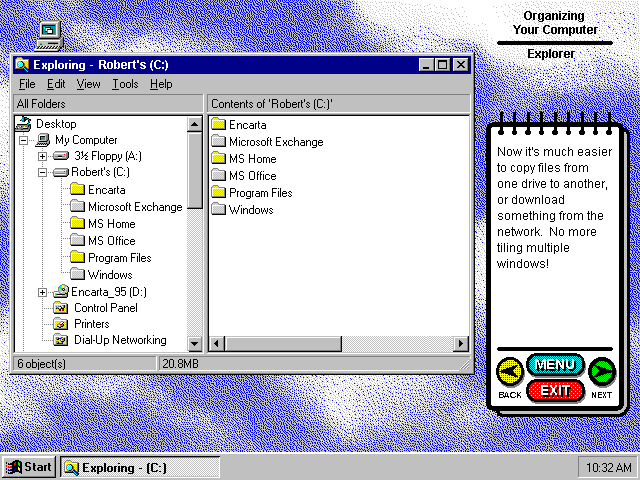 Organizing
Your Computer
Explorer
Exploring - Robert's (C:)
File Edit View Tools Help
All Folders
Contents of 'Robert's (C:)'
Desktop
My Computer
3½ Floppy (A:)
Robert's (C:)
Encarta
Microsoft Exchange
MS Home
MS Office
Program Files
Windows
Encarta_95 (D:)
Control Panel
Printers
Dial-Up Networking
Encarta
Microsoft Exchange
MS Home
MS Office
Program Files
Windows
6 object(s)
20.8MB
Now it's much easier
to copy files from
one drive to another,
or download
something from the
network. No more
tiling multiple
windows!
MENU
EXIT
BACK
NEXT
Start
Exploring - (C:)
10:32 AM